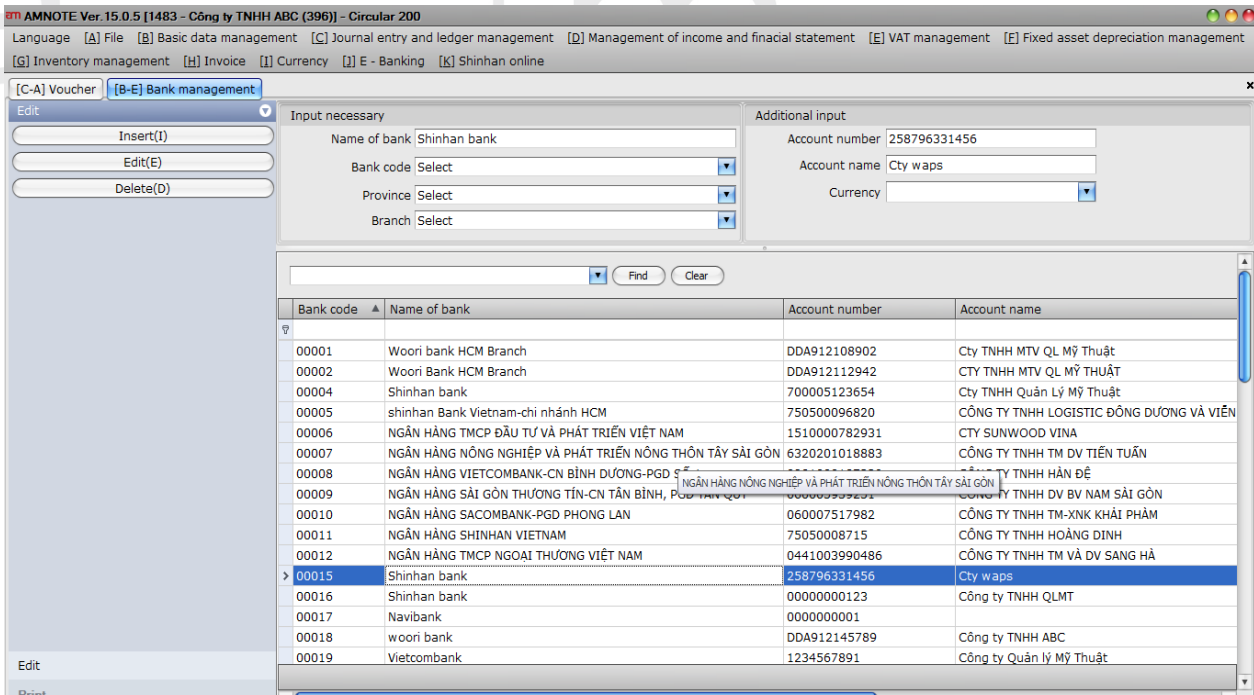 am AMNOTE Ver.15.0.5 [1483 - Công ty TNHH ABC (396)] - Circular 200
Language [A] File [B] Basic data management [C] Journal entry and ledger management [D] Management of income and finacial statement [E] VAT management [F] Fixed asset depreciation management
[G] Inventory management [H] Invoice [I] Currency [J] E - Banking [K] Shinhan online
[C-A] Voucher [B-E] Bank management x
Edit
Insert(I)
Edit(E)
Delete(D)
Input necessary
Name of bank Shinhan bank
Bank code Select
Province Select
Branch Select
Additional input
Account number 258796331456
Account name Cty waps
Currency
Find Clear
Bank code Name of bank Account number Account name
00001 Woori bank HCM Branch DDA912108902 Cty TNHH MTV QL Mỹ Thuật
00002 Woori Bank HCM Branch DDA912112942 CTY TNHH MTV QL MỸ THUẬT
00004 Shinhan bank 700005123654 Cty TNHH Quản Lý Mỹ Thuật
00005 shinhan Bank Vietnam-chi nhánh HCM 750500096820 CÔNG TY TNHH LOGISTIC ĐÔNG DƯƠNG VÀ VIỄN
00006 NGÂN HÀNG TMCP ĐẦU TƯ VÀ PHÁT TRIỂN VIỆT NAM 1510000782931 CTY SUNWOOD VINA
00007 NGÂN HÀNG NÔNG NGHIỆP VÀ PHÁT TRIỂN NÔNG THÔN TÂY SÀI GÒN 6320201018883 CÔNG TY TNHH TM DV TIẾN TUẤN
00008 NGÂN HÀNG VIETCOMBANK-CN BÌNH DƯƠNG-PGD TY TNHH HÀN ĐỆ
NGÂN HÀNG NÔNG NGHIỆP VÀ PHÁT TRIỂN NÔNG THÔN TÂY SÀI GÒN
00009 NGÂN HÀNG SÀI GÒN THƯƠNG TÍN-CN TÂN BÌNH, TY TNHH DV BV NAM SÀI GÒN
00010 NGÂN HÀNG SACOMBANK-PGD PHONG LAN 060007517982 CÔNG TY TNHH TM-XNK KHẢI PHÀM
00011 NGÂN HÀNG SHINHAN VIETNAM 75050008715 CÔNG TY TNHH HOÀNG DINH
00012 NGÂN HÀNG TMCP NGOẠI THƯƠNG VIỆT NAM 0441003990486 CÔNG TY TNHH TM VÀ DV SANG HÀ
00015 Shinhan bank 258796331456 Cty waps
00016 Shinhan bank 00000000123 Công ty TNHH QLMT
00017 Navibank 0000000001
00018 woori bank DDA912145789 Công ty TNHH ABC
00019 Vietcombank 1234567891 Công ty Quản lý Mỹ Thuật
Edit
Print